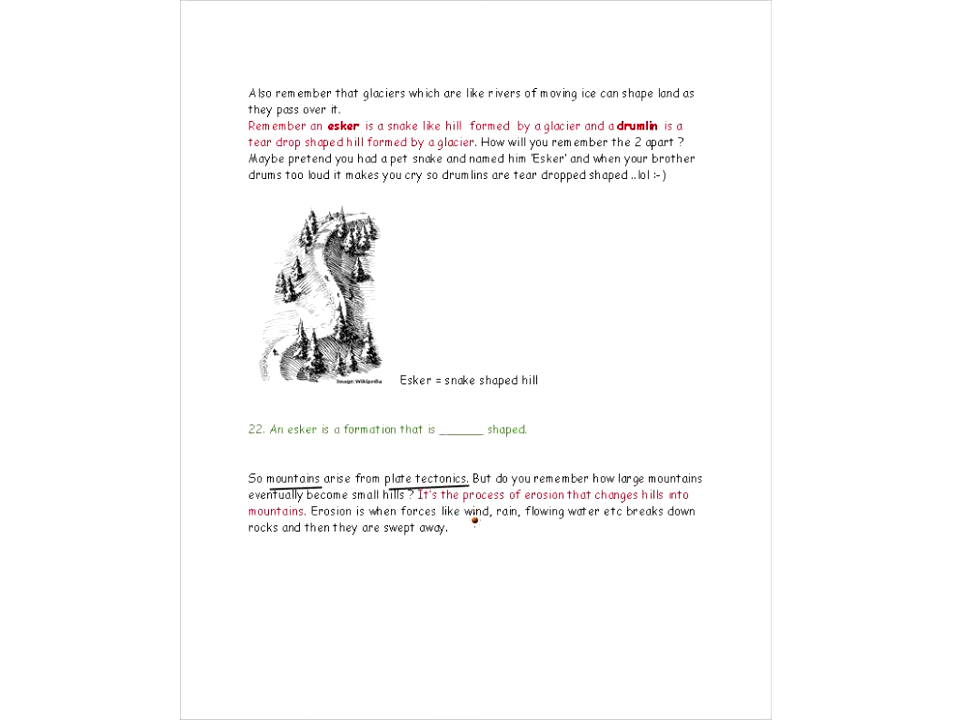 Also remember that glaciers which are like rivers of moving ice can shape land as
they pass over it.
Remember an esker is a snake like hill formed by a glacier and a drumlin is a
tear drop shaped hill formed by a glacier. How will you remember the 2 apart ?
Maybe pretend you had a pet snake and named him 'Esker' and when your brother
drums too loud it makes you cry so drumlins are tear dropped shaped ..lol :-)
Image: Wikipedia
Esker = snake shaped hill
22. An esker is a formation that is _______ shaped.
So mountains arise from plate tectonics. But do you remember how large mountains
eventually become small hills ? It's the process of erosion that changes hills into
mountains. Erosion is when forces like wind, rain, flowing water etc breaks down
rocks and then they are swept away.